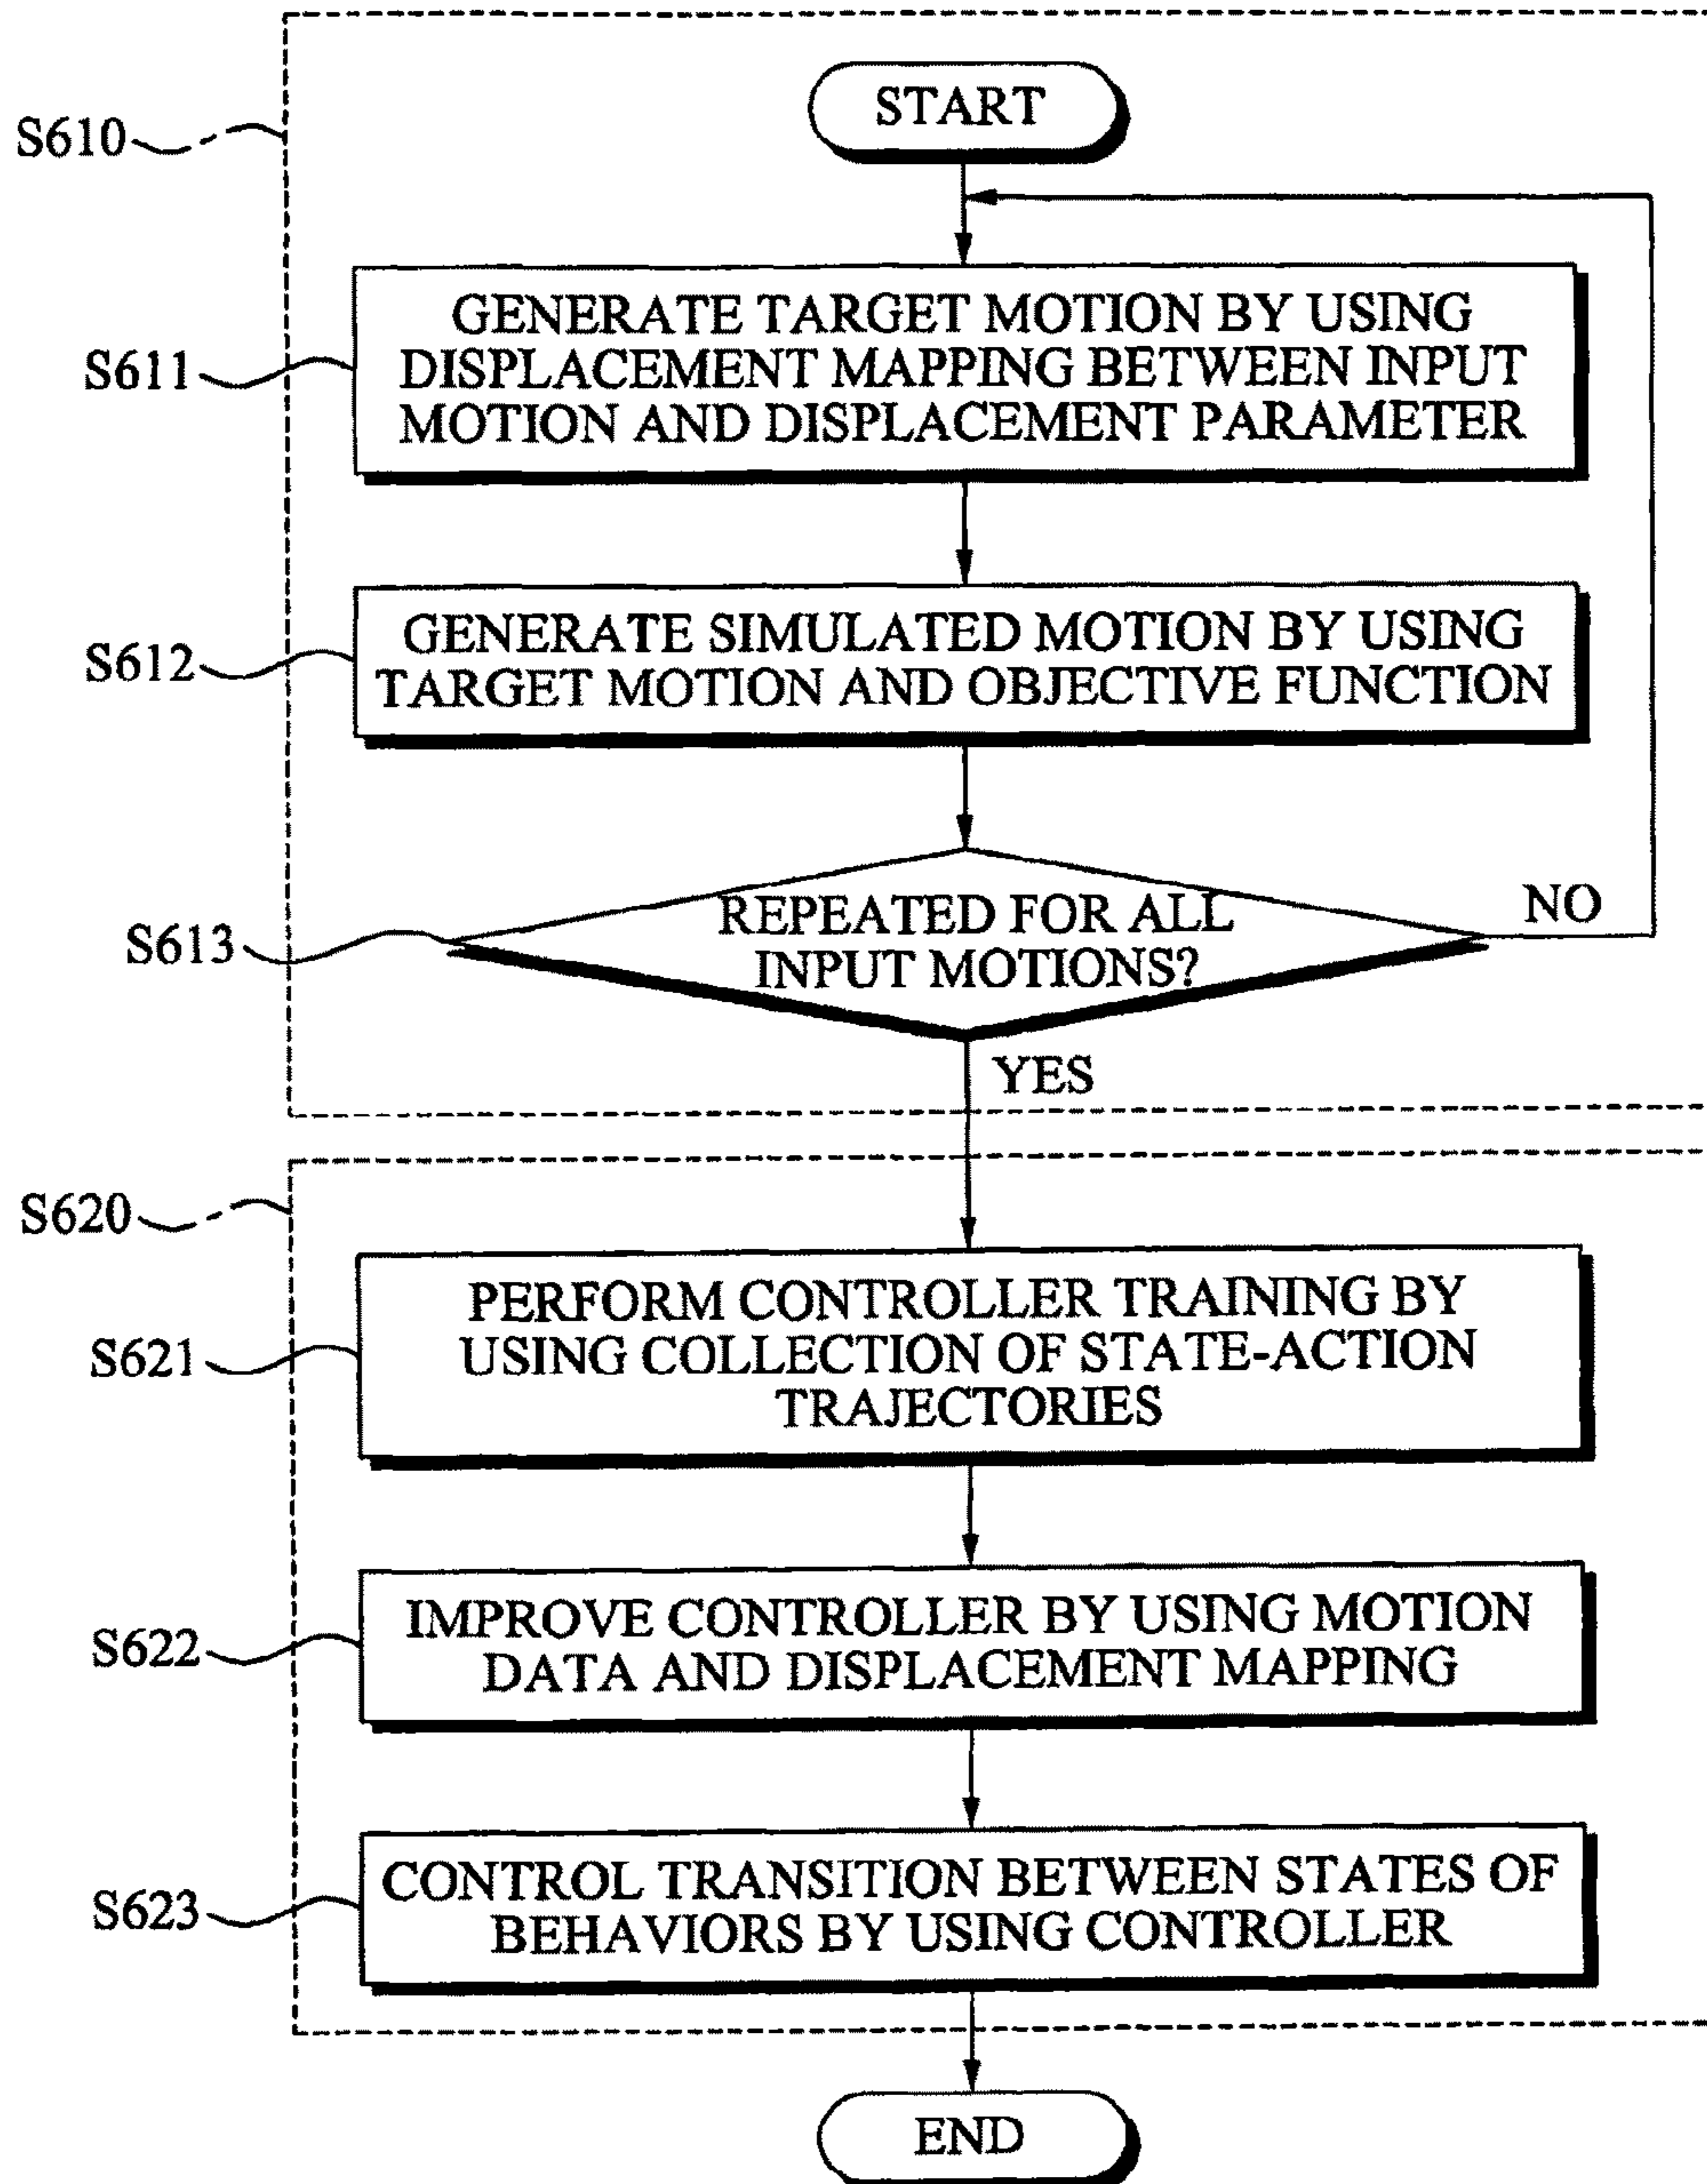 START
S610
GENERATE TARGET MOTION BY USING
DISPLACEMENT MAPPING BETWEEN INPUT
MOTION AND DISPLACEMENT PARAMETER
S611
GENERATE SIMULATED MOTION BY USING
TARGET MOTION AND OBJECTIVE FUNCTION
S612
REPEATED FOR ALL
INPUT MOTIONS?
NO
S613
YES
S620
PERFORM CONTROLLER TRAINING BY
USING COLLECTION OF STATE-ACTION
TRAJECTORIES
S621
IMPROVE CONTROLLER BY USING MOTION
DATA AND DISPLACEMENT MAPPING
S622
CONTROL TRANSITION BETWEEN STATES OF
BEHAVIORS BY USING CONTROLLER
S623
END